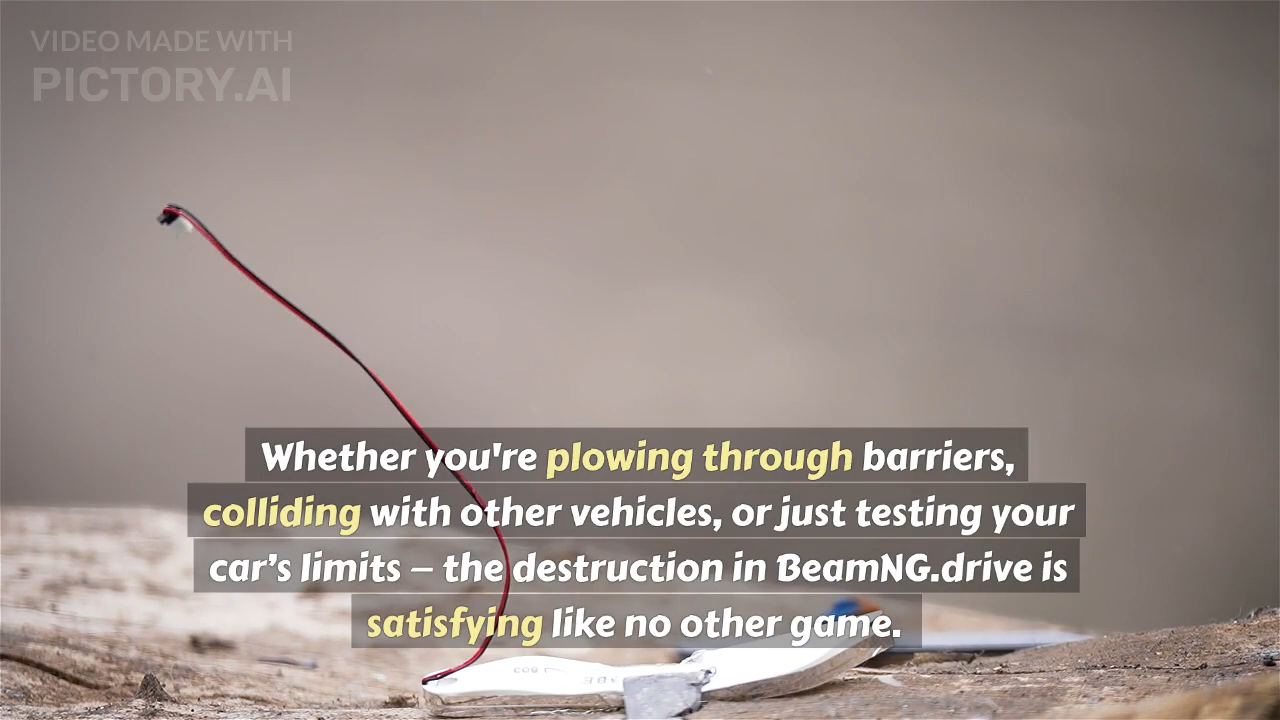 VIDEO MADE WITH
PICTORY.AI
Whether you're plowing through barriers,
colliding with other vehicles, or just testing your
car’s limits – the destruction in BeamNG.drive is
satisfying like no other game.